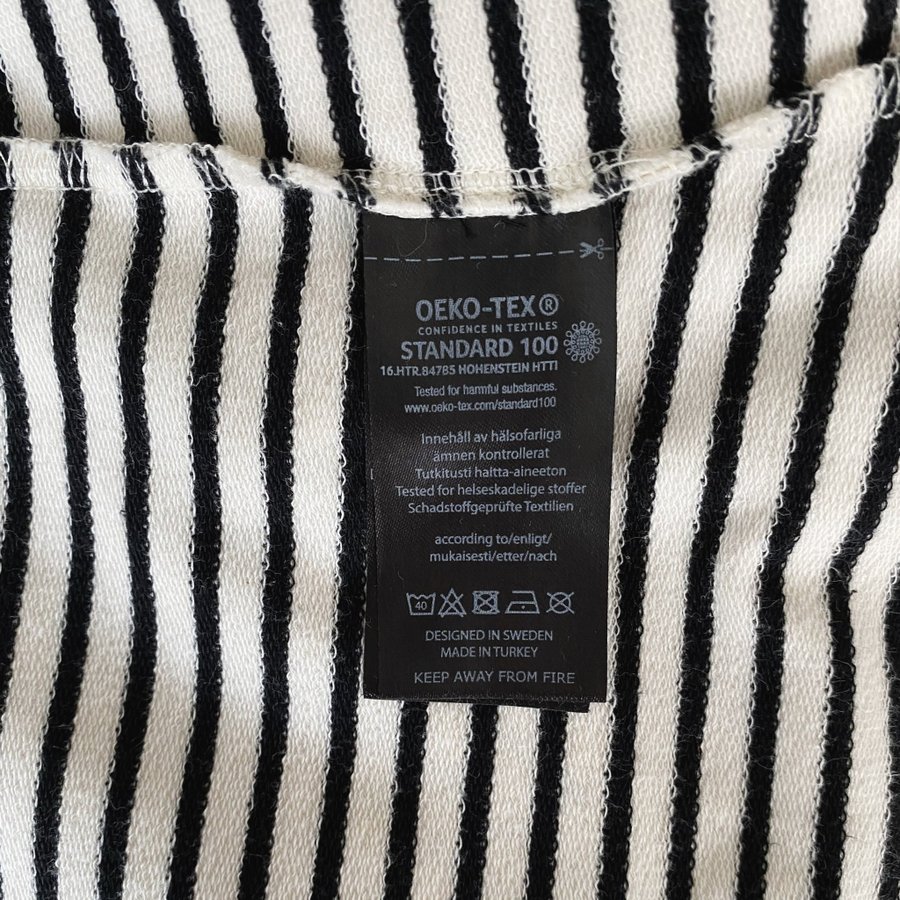 OEKO-TEX®
CONFIDENCE IN TEXTILES
STANDARD 100
16.HTR.84785 HOHENSTEIN HTTI
Tested for harmful substances.
www.oeko-tex.com/standard100
Innehåll av hälsofarliga
ämnen kontrollerat
Tutkitusti haitta-aineeton
Tested for helseskadelige stoffer
Schadstoffgeprüfte Textilien
according to/enligt/
mukaisesti/etter/nach
40
DESIGNED IN SWEDEN
MADE IN TURKEY
KEEP AWAY FROM FIRE